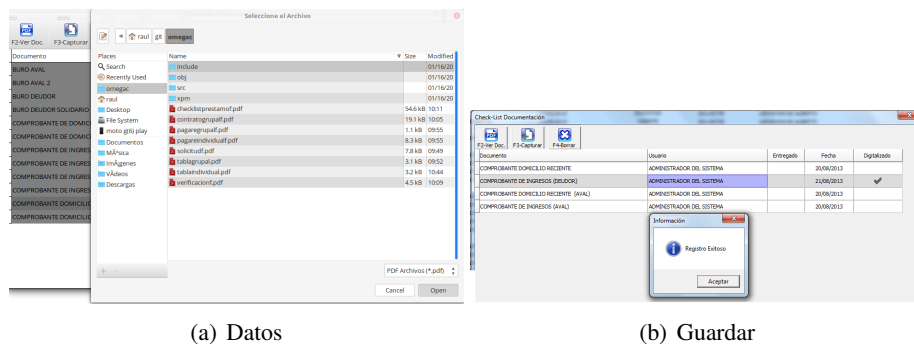 Seleccione el Archivo
F2-Ver Doc. F3-Capturar
raul git omegac
Documento
BURO AVAL
BURO AVAL 2
BURO DEUDOR
BURO DEUDOR SOLIDARIO
COMPROBANTE DE DOMIC
COMPROBANTE DE DOMIC
COMPROBANTE DE INGRES
COMPROBANTE DE INGRES
COMPROBANTE DE INGRES
COMPROBANTE DE INGRES
COMPROBANTE DOMICILIO
COMPROBANTE DOMICILIO
Places
Search
Recently Used
omegac
raul
Desktop
File System
moto g(6) play
Documentos
MÃºsica
ImÃ¡genes
VÃ­deos
Descargas
Name Size Modified
include 01/16/20
obj 01/16/20
src 01/16/20
xpm 01/16/20
checklistprestamof.pdf 54.6 kB 10:11
contratogrupalf.pdf 19.1 kB 10:05
pagaregrupalf.pdf 1.1 kB 09:55
pagareindividualf.pdf 8.3 kB 09:55
solicitudf.pdf 7.8 kB 09:49
tablagrupal.pdf 3.1 kB 09:52
tablaindividual.pdf 3.2 kB 10:44
verificacionf.pdf 4.5 kB 10:09
PDF Archivos (*.pdf)
Cancel Open
(a) Datos
Check-List Documentación
F2-Ver Doc. F3-Capturar F4-Borrar
Documento Usuario Entregado Fecha Digitalizado
COMPROBANTE DOMICILIO RECIENTE ADMINISTRADOR DEL SISTEMA 20/08/2013
COMPROBANTE DE INGRESOS (DEUDOR) ADMINISTRADOR DEL SISTEMA 21/08/2013
COMPROBANTE DOMICILIO RECIENTE (AVAL) ADMINISTRADOR DEL SISTEMA 20/08/2013
COMPROBANTE DE INGRESOS (AVAL) ADMINISTRADOR DEL SISTEMA 20/08/2013
Información
Registro Exitoso
Aceptar
(b) Guardar